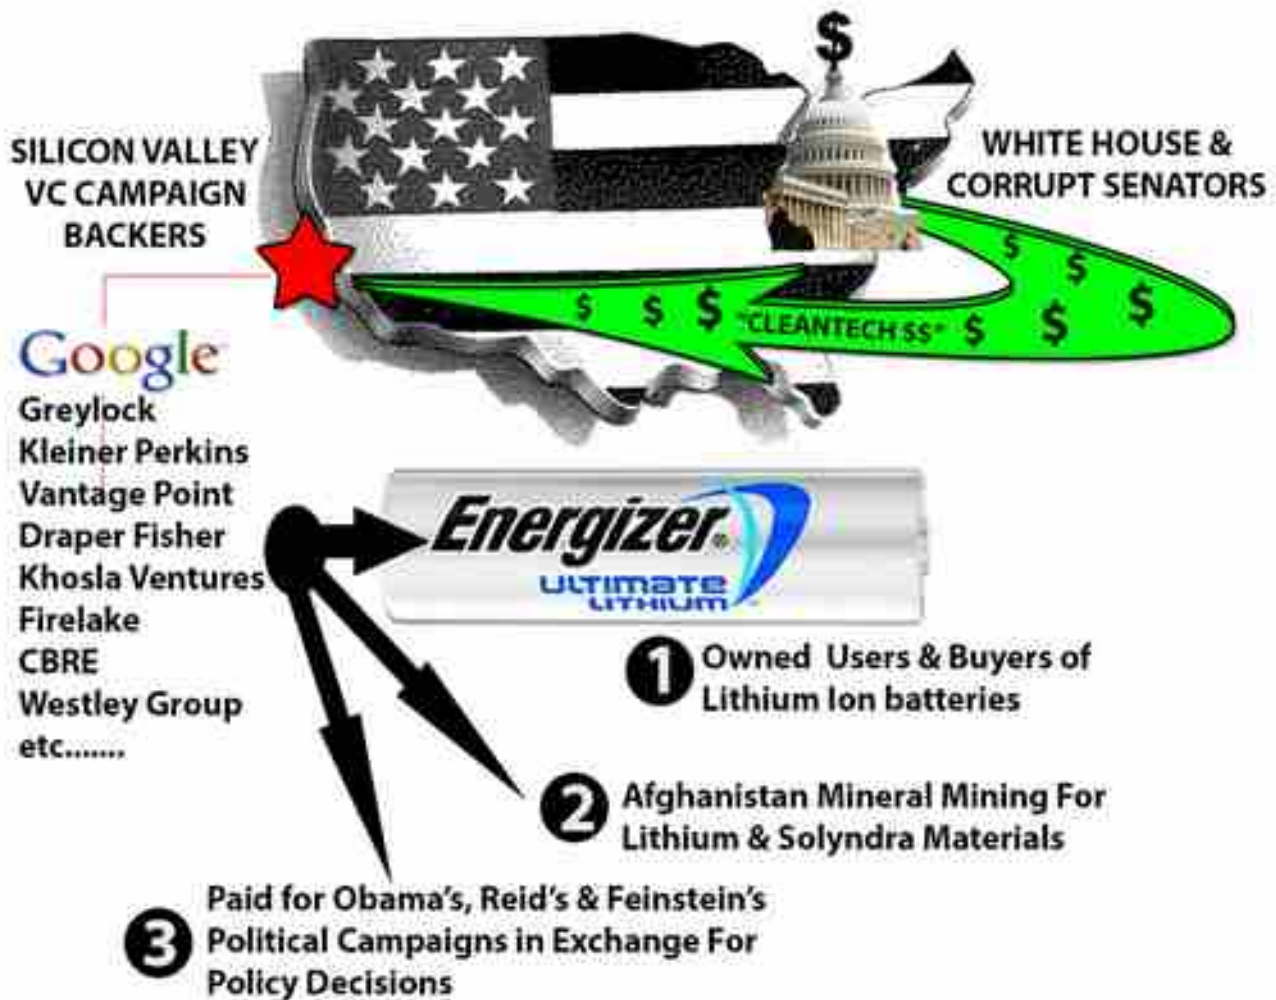 $
SILICON VALLEY
VC CAMPAIGN
BACKERS
WHITE HOUSE &
CORRUPT SENATORS
$ $ $ "CLEANTECH $$" $ $ $ $ $
Google
Greylock
Kleiner Perkins
Vantage Point
Draper Fisher
Khosla Ventures
Firelake
CBRE
Westley Group
etc.......
Energizer®
ULTIMATE
LITHIUM™
1 Owned Users & Buyers of
Lithium Ion batteries
2 Afghanistan Mineral Mining For
Lithium & Solyndra Materials
3 Paid for Obama's, Reid's & Feinstein's
Political Campaigns in Exchange For
Policy Decisions